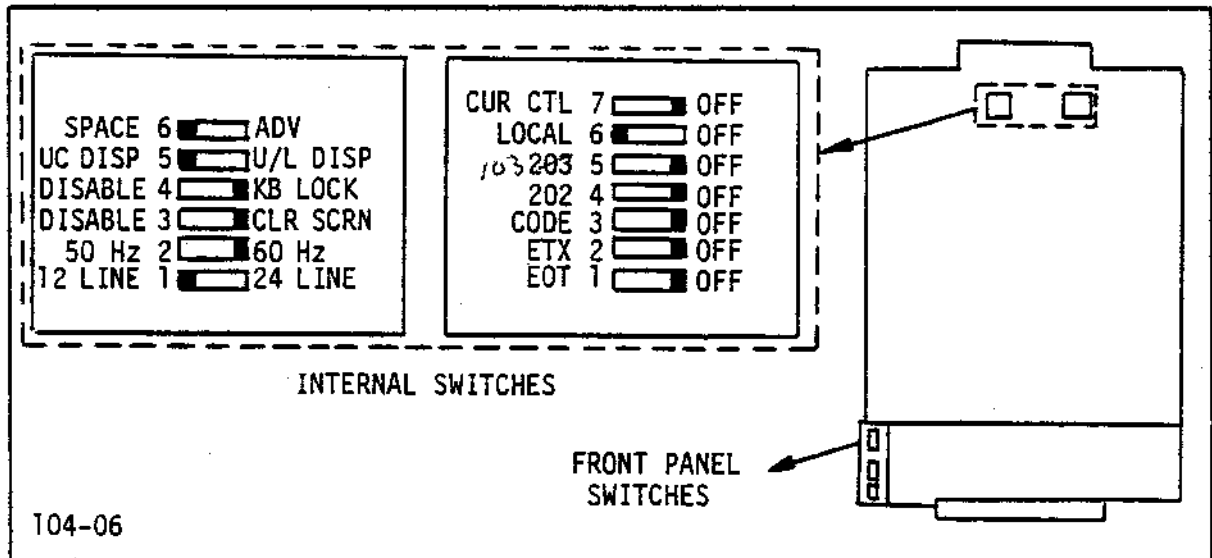 SPACE 6 ADV
UC DISP 5 U/L DISP
DISABLE 4 KB LOCK
DISABLE 3 CLR SCRN
50 Hz 2 60 Hz
12 LINE 1 24 LINE
CUR CTL 7 OFF
LOCAL 6 OFF
103 203 5 OFF
202 4 OFF
CODE 3 OFF
ETX 2 OFF
EOT 1 OFF
INTERNAL SWITCHES
FRONT PANEL
SWITCHES
104-06